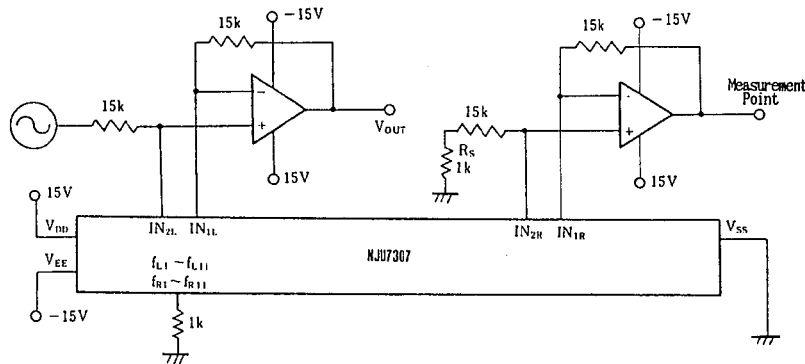 −15V
15k
−15V
15k
15k
−
+
VOUT
15V
15k
RS
1k
-
+
Measurement
Point
15V
15V
VDD
VEE
−15V
IN2L
IN1L
IN2R
IN1R
VSS
NJU7307
fL1 − fL11
fR1~fR11
1k